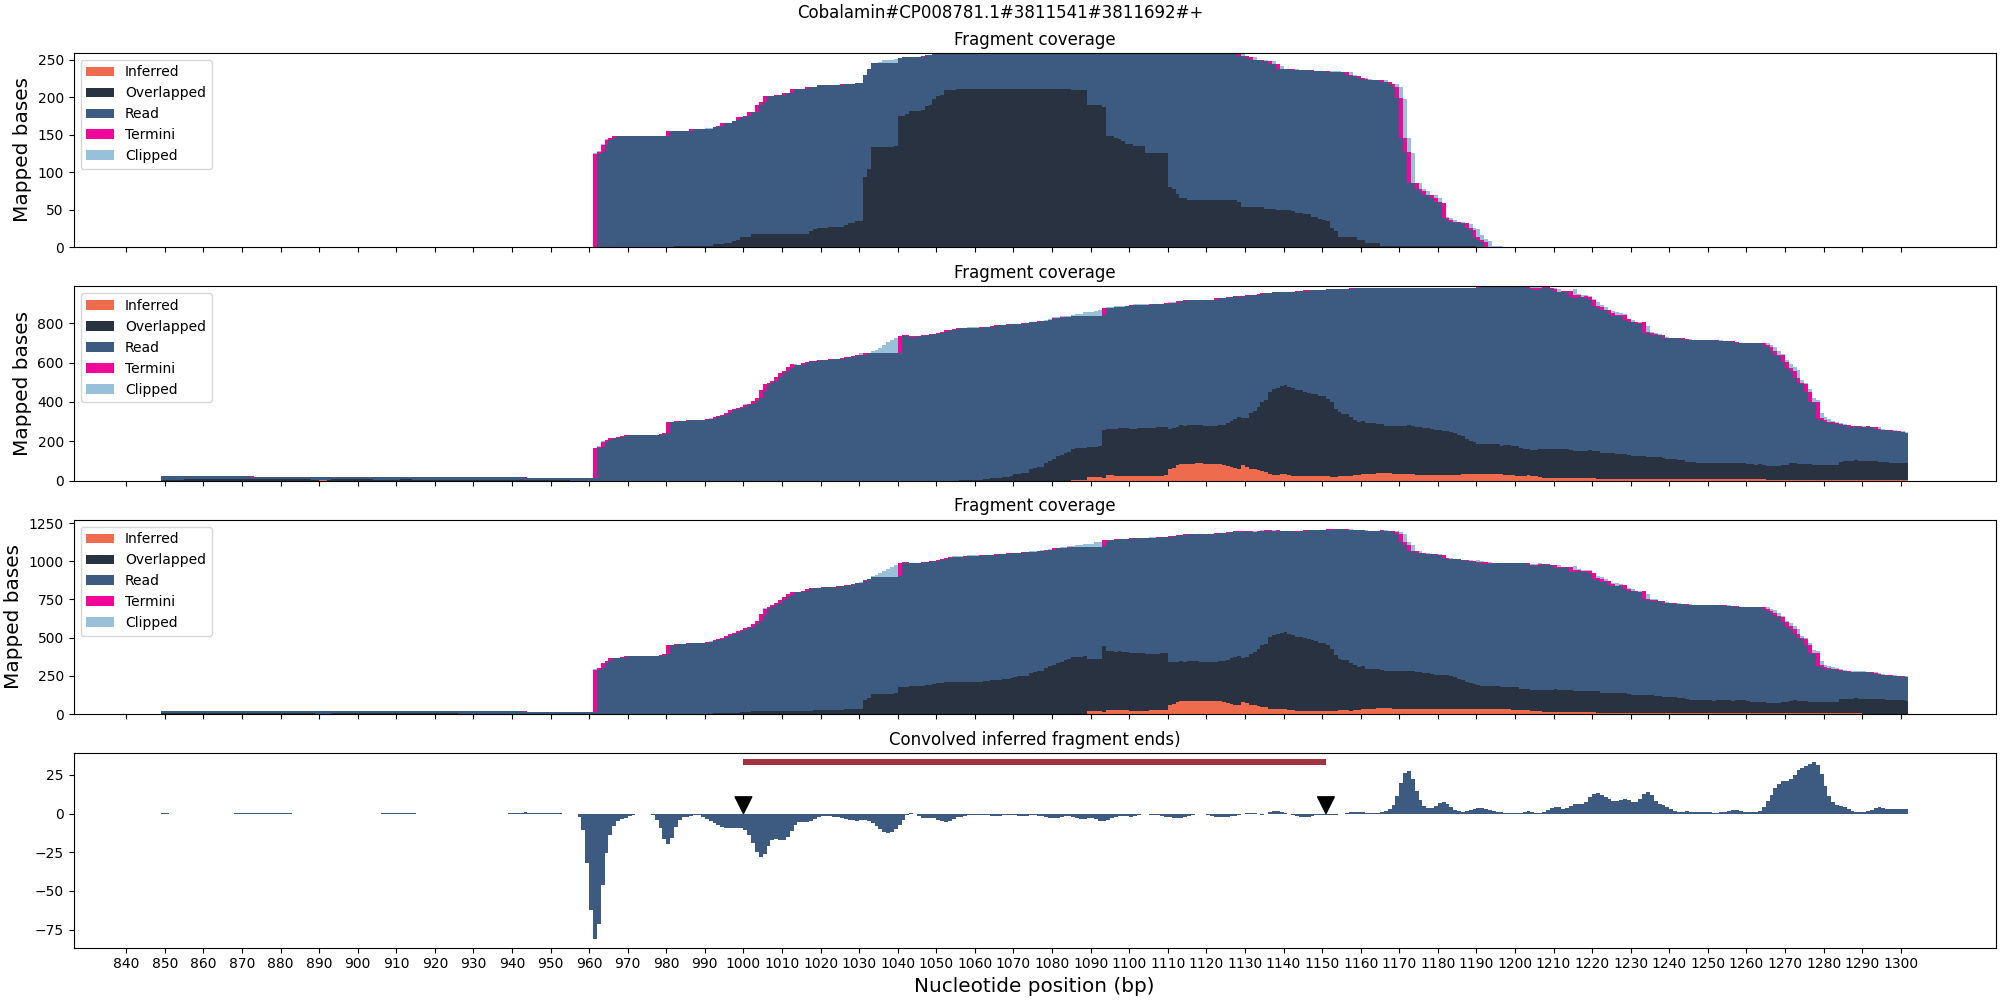 Cobalamin#CP008781.1#3811541#3811692#+
Fragment coverage
Mapped bases
250
200
150
100
50
0
Inferred
Overlapped
Read
Termini
Clipped
Fragment coverage
Mapped bases
800
600
400
200
0
Inferred
Overlapped
Read
Termini
Clipped
Fragment coverage
Mapped bases
1250
1000
750
500
250
0
Inferred
Overlapped
Read
Termini
Clipped
Convolved inferred fragment ends)
25
0
−25
−50
−75
840 850 860 870 880 890 900 910 920 930 940 950 960 970 980 990 1000 1010 1020 1030 1040 1050 1060 1070 1080 1090 1100 1110 1120 1130 1140 1150 1160 1170 1180 1190 1200 1210 1220 1230 1240 1250 1260 1270 1280 1290 1300
Nucleotide position (bp)